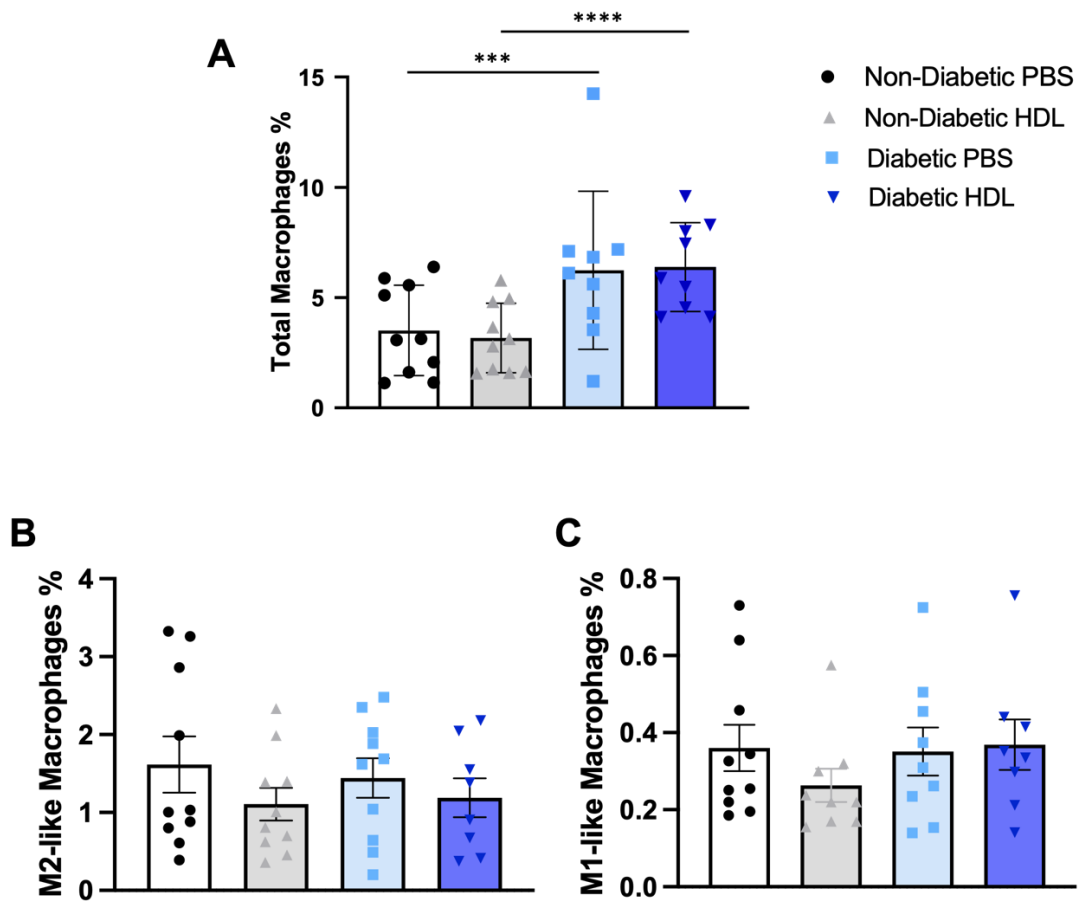 A
****
***
Total Macrophages %
15
10
5
0
Non-Diabetic PBS
Non-Diabetic HDL
Diabetic PBS
Diabetic HDL
B
M2-like Macrophages %
4
3
2
1
0
C
M1-like Macrophages %
0.8
0.6
0.4
0.2
0.0